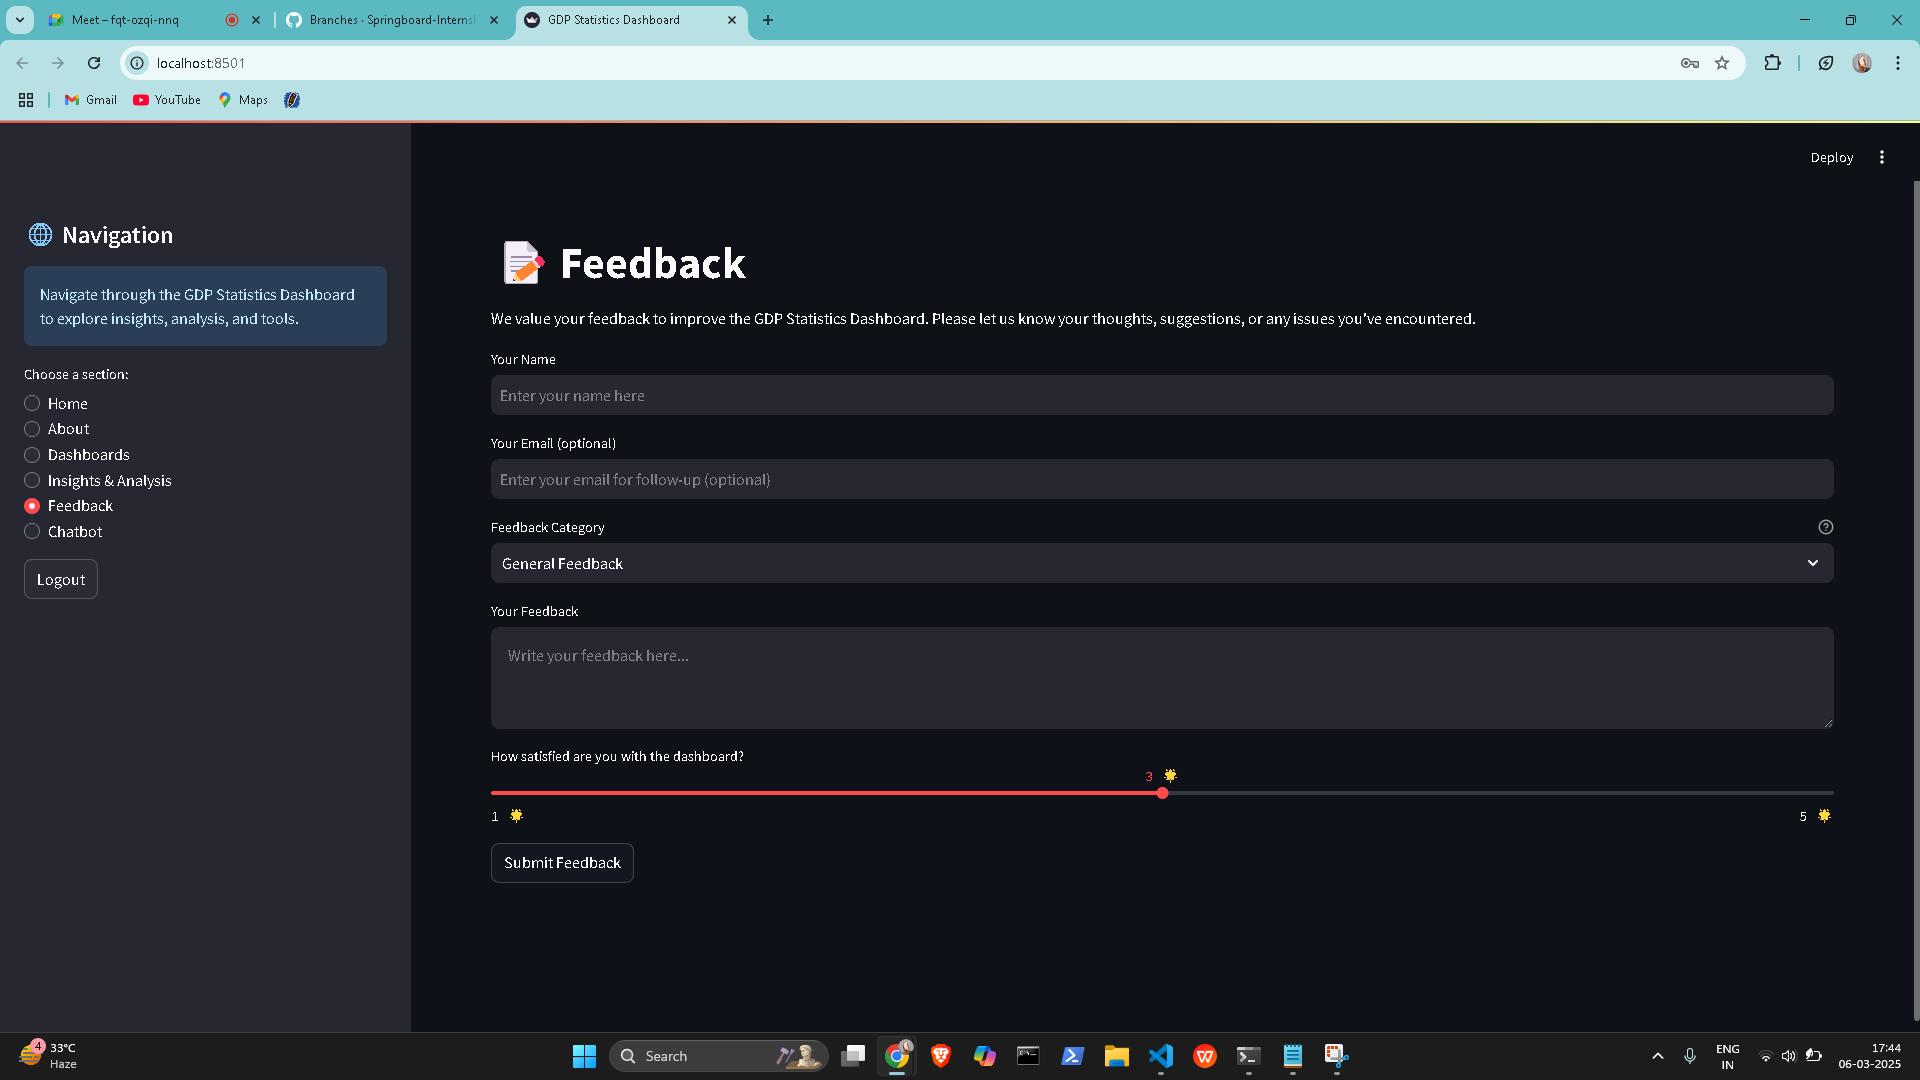 Meet – fqt-ozqi-nnq
Branches · Springboard-Interns
GDP Statistics Dashboard
localhost:8501
Gmail
YouTube
Maps
Deploy
Navigation
Navigate through the GDP Statistics Dashboard
to explore insights, analysis, and tools.
Choose a section:
Home
About
Dashboards
Insights & Analysis
Feedback
Chatbot
Logout
Feedback
We value your feedback to improve the GDP Statistics Dashboard. Please let us know your thoughts, suggestions, or any issues you've encountered.
Your Name
Enter your name here
Your Email (optional)
Enter your email for follow-up (optional)
Feedback Category
General Feedback
Your Feedback
Write your feedback here...
How satisfied are you with the dashboard?
3
1
5
Submit Feedback
4
33°C
Haze
Search
ENG
IN
17:44
06-03-2025